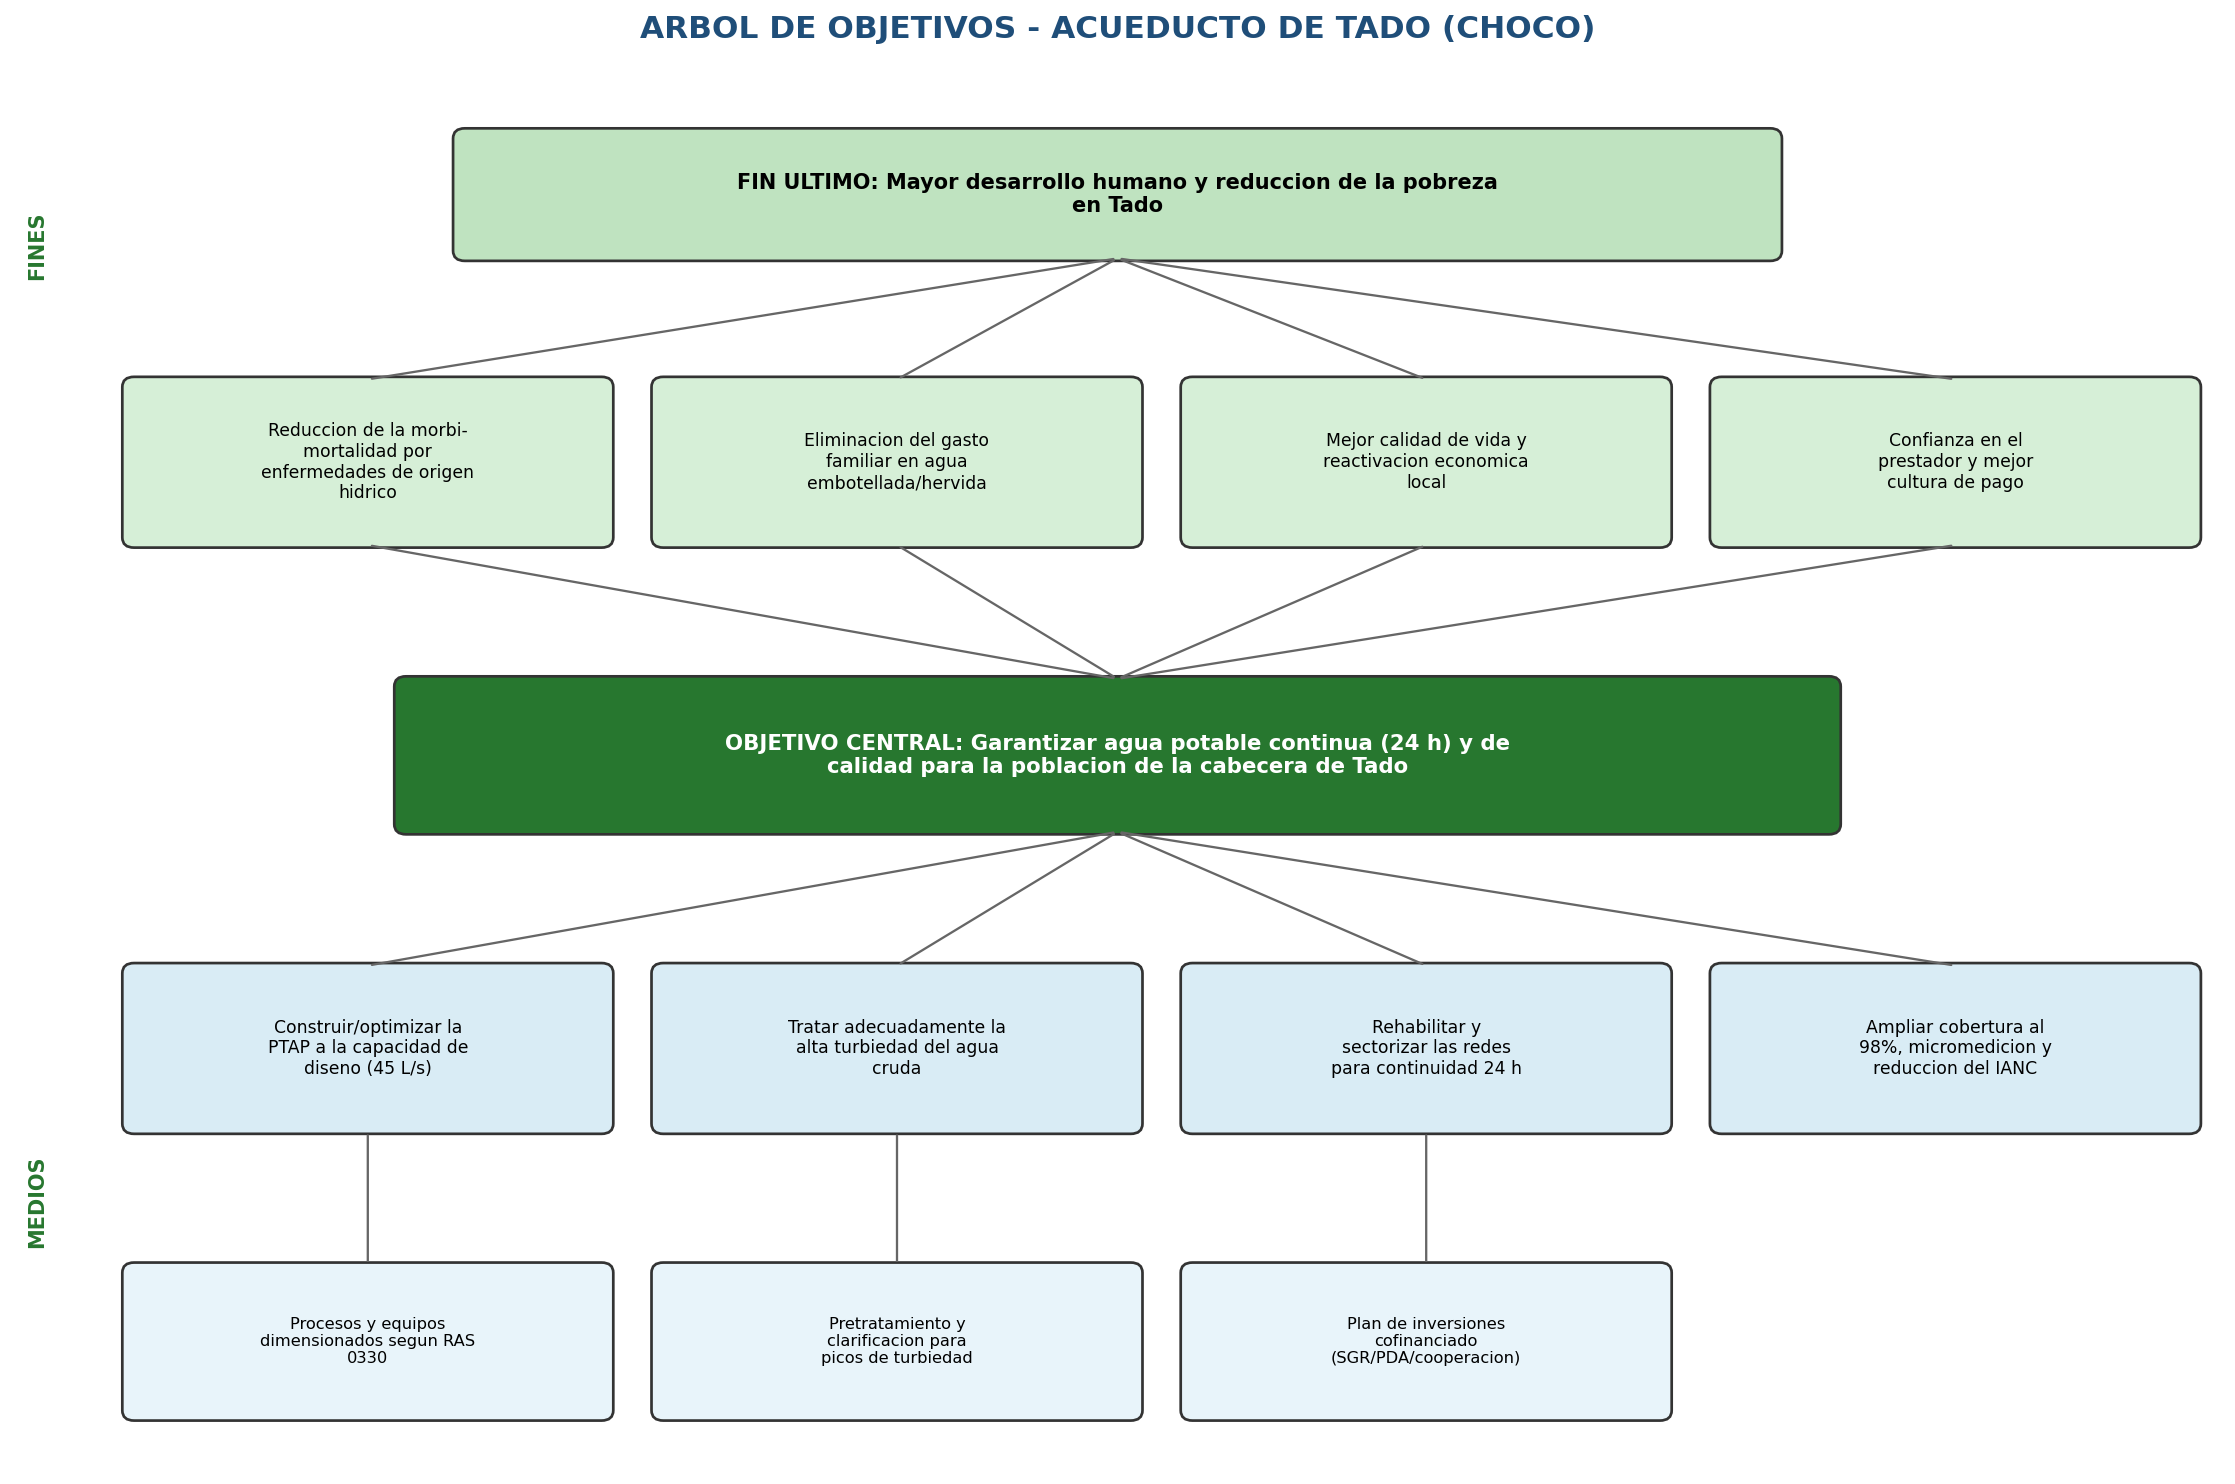 ARBOL DE OBJETIVOS - ACUEDUCTO DE TADO (CHOCO)
FINES
FIN ULTIMO: Mayor desarrollo humano y reduccion de la pobreza
en Tado
Reduccion de la morbi-
mortalidad por
enfermedades de origen
hidrico
Eliminacion del gasto
familiar en agua
embotellada/hervida
Mejor calidad de vida y
reactivacion economica
local
Confianza en el
prestador y mejor
cultura de pago
OBJETIVO CENTRAL: Garantizar agua potable continua (24 h) y de
calidad para la poblacion de la cabecera de Tado
MEDIOS
Construir/optimizar la
PTAP a la capacidad de
diseno (45 L/s)
Tratar adecuadamente la
alta turbiedad del agua
cruda
Rehabilitar y
sectorizar las redes
para continuidad 24 h
Ampliar cobertura al
98%, micromedicion y
reduccion del IANC
Procesos y equipos
dimensionados segun RAS
0330
Pretratamiento y
clarificacion para
picos de turbiedad
Plan de inversiones
cofinanciado
(SGR/PDA/cooperacion)